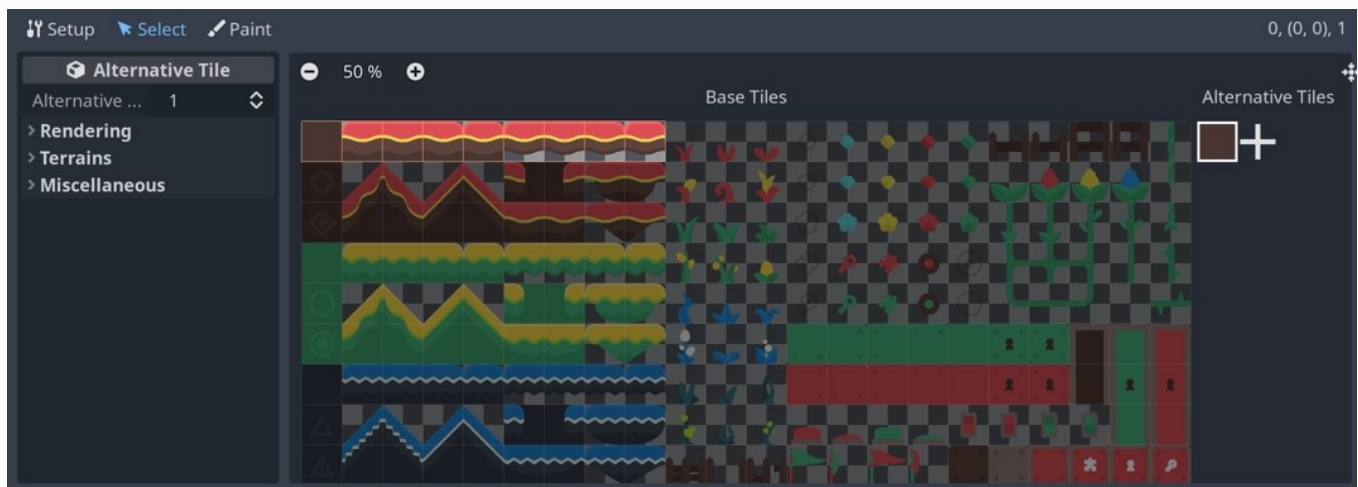 Setup Select Paint 0, (0, 0), 1
Alternative Tile 50 %
Alternative ... 1 Base Tiles Alternative Tiles
Rendering
Terrains
Miscellaneous